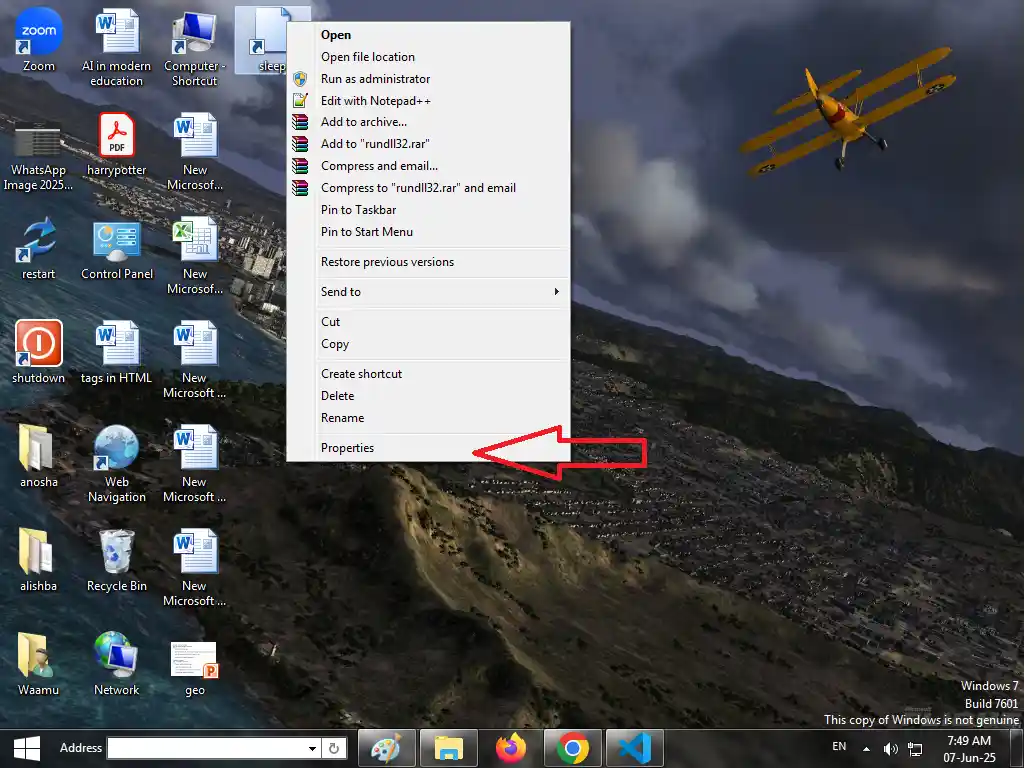 zoom
Zoom
AI in modern
education
Computer -
Shortcut
sleep
WhatsApp
Image 2025...
PDF
harrypotter
New
Microsof...
restart
Control Panel
New
Microsof...
shutdown
tags in HTML
New
Microsoft ...
anosha
Web
Navigation
New
Microsoft ...
alishba
Recycle Bin
New
Microsoft ...
Waamu
Network
geo
Open
Open file location
Run as administrator
Edit with Notepad++
Add to archive...
Add to "rundll32.rar"
Compress and email...
Compress to "rundll32.rar" and email
Pin to Taskbar
Pin to Start Menu
Restore previous versions
Send to
Cut
Copy
Create shortcut
Delete
Rename
Properties
Windows 7
Build 7601
This copy of Windows is not genuine
Address
EN
7:49 AM
07-Jun-25